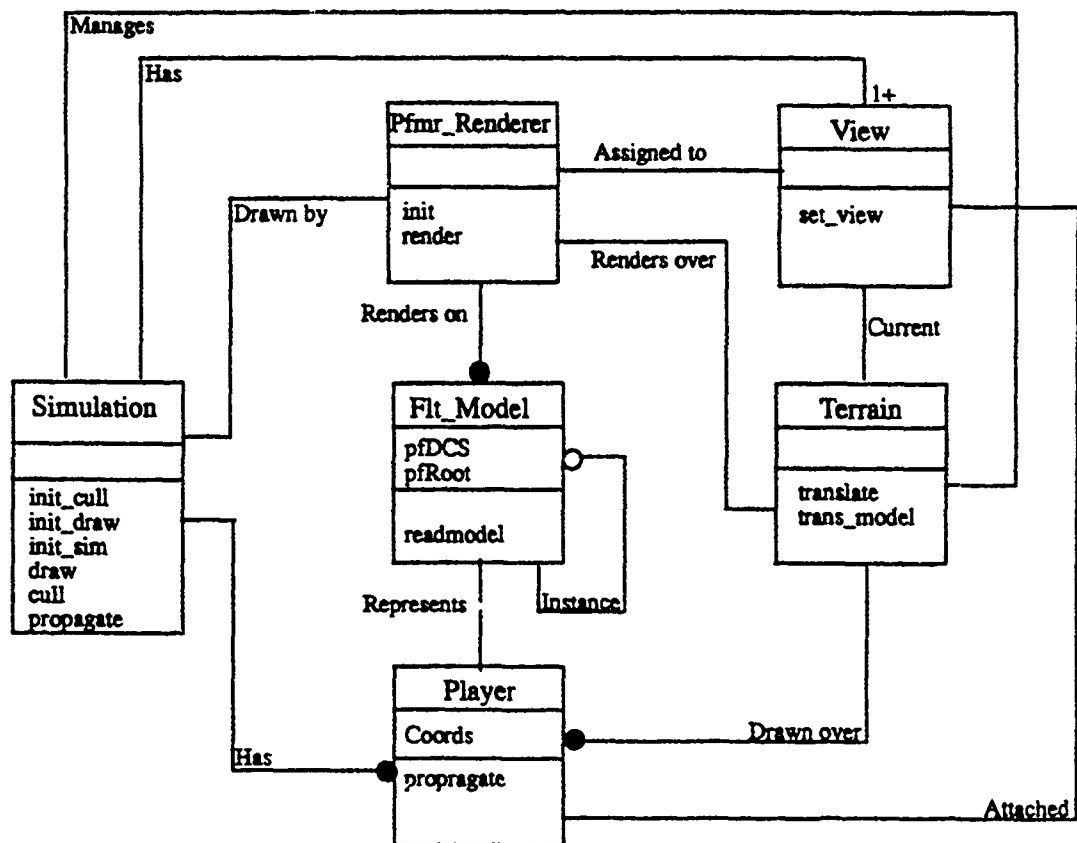 Manages
Has
1+
Pfmr_Renderer
View
Assigned to
init
render
set_view
Drawn by
Renders over
Renders on
Current
Simulation
Flt_Model
Terrain
pfDCS
pfRoot
init_cull
init_draw
init_sim
draw
cull
propagate
translate
trans_model
readmodel
Represents
Instance
Player
Coords
Drawn over
Has
propragate
Attached